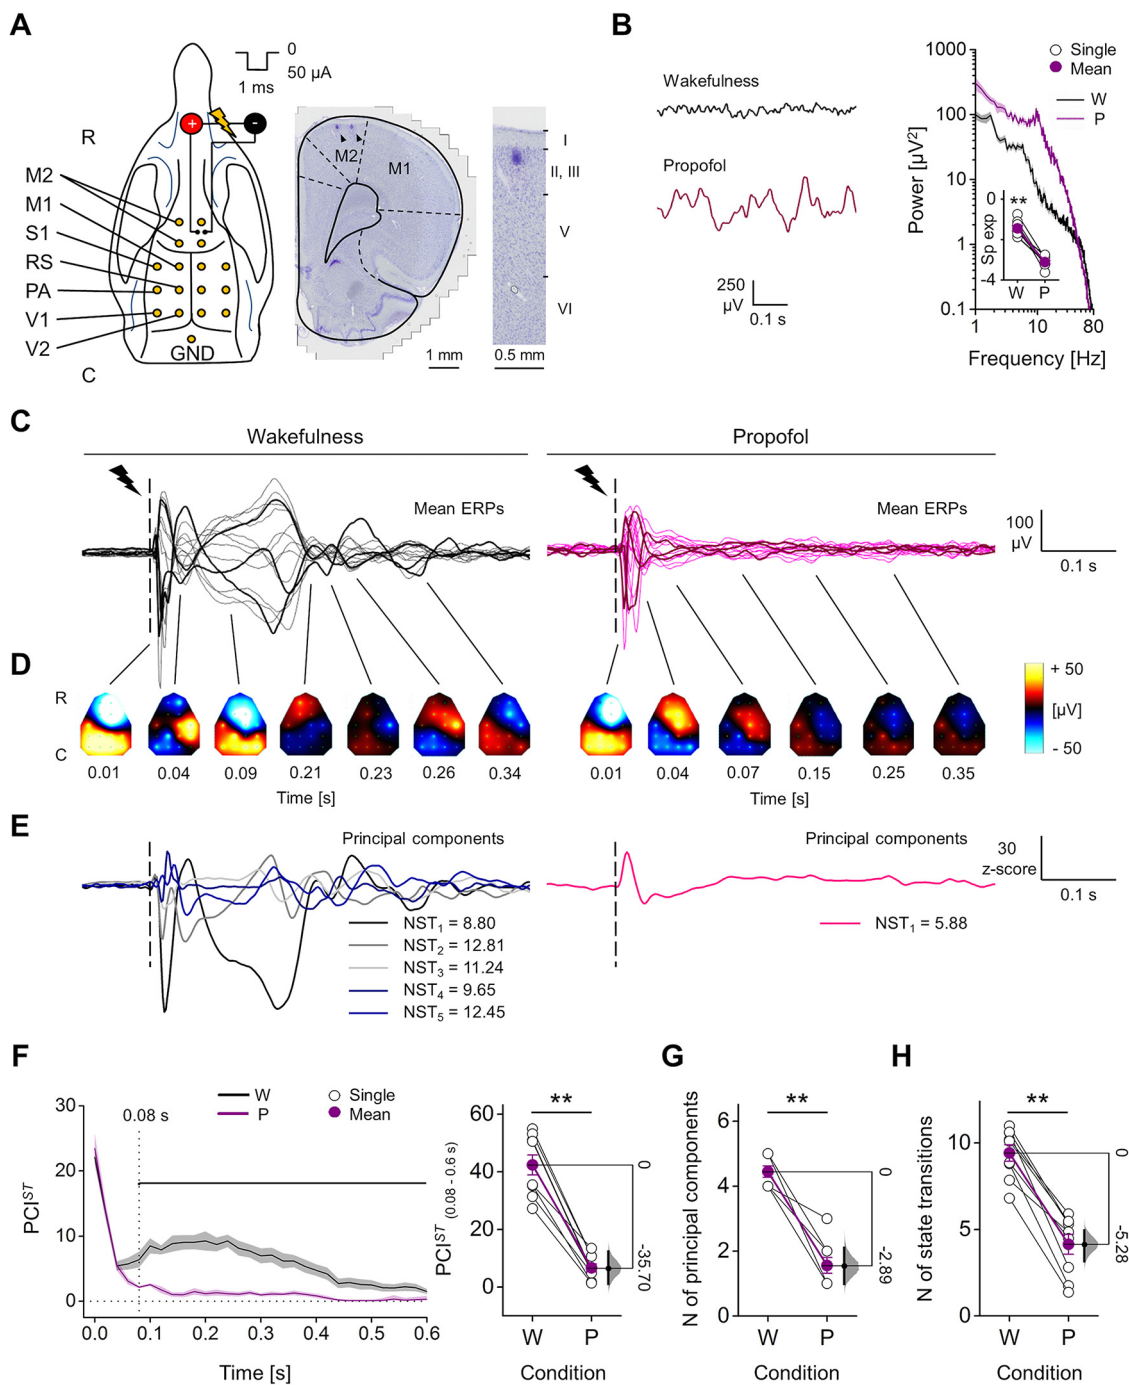 A
0
50 µA
1 ms
+
-
R
M2
M1
S1
RS
PA
V1
V2
GND
C
M2
M1
1 mm
I
II, III
V
VI
0.5 mm
B
Wakefulness
Propofol
250
µV
0.1 s
Single
Mean
W
P
1000
100
10
1
0.1
Power [µV2]
0
-4
Sp exp
**
W
P
1
10
80
Frequency [Hz]
C
Wakefulness
Propofol
Mean ERPs
Mean ERPs
100
µV
0.1 s
D
R
C
0.01
0.04
0.09
0.21
0.23
0.26
0.34
Time [s]
0.01
0.04
0.07
0.15
0.25
0.35
Time [s]
+ 50
[µV]
- 50
E
Principal components
NST1 = 8.80
NST2 = 12.81
NST3 = 11.24
NST4 = 9.65
NST5 = 12.45
Principal components
NST1 = 5.88
30
z-score
0.1 s
F
W
P
Single
Mean
0.08 s
30
20
10
0
PCIST
0.0
0.1
0.2
0.3
0.4
0.5
0.6
Time [s]
PCIST (0.08 - 0.6 s)
60
40
20
0
**
0
-35.70
W
P
Condition
G
N of principal components
6
4
2
0
**
0
-2.89
W
P
Condition
H
N of state transitions
10
5
0
**
0
-5.28
W
P
Condition